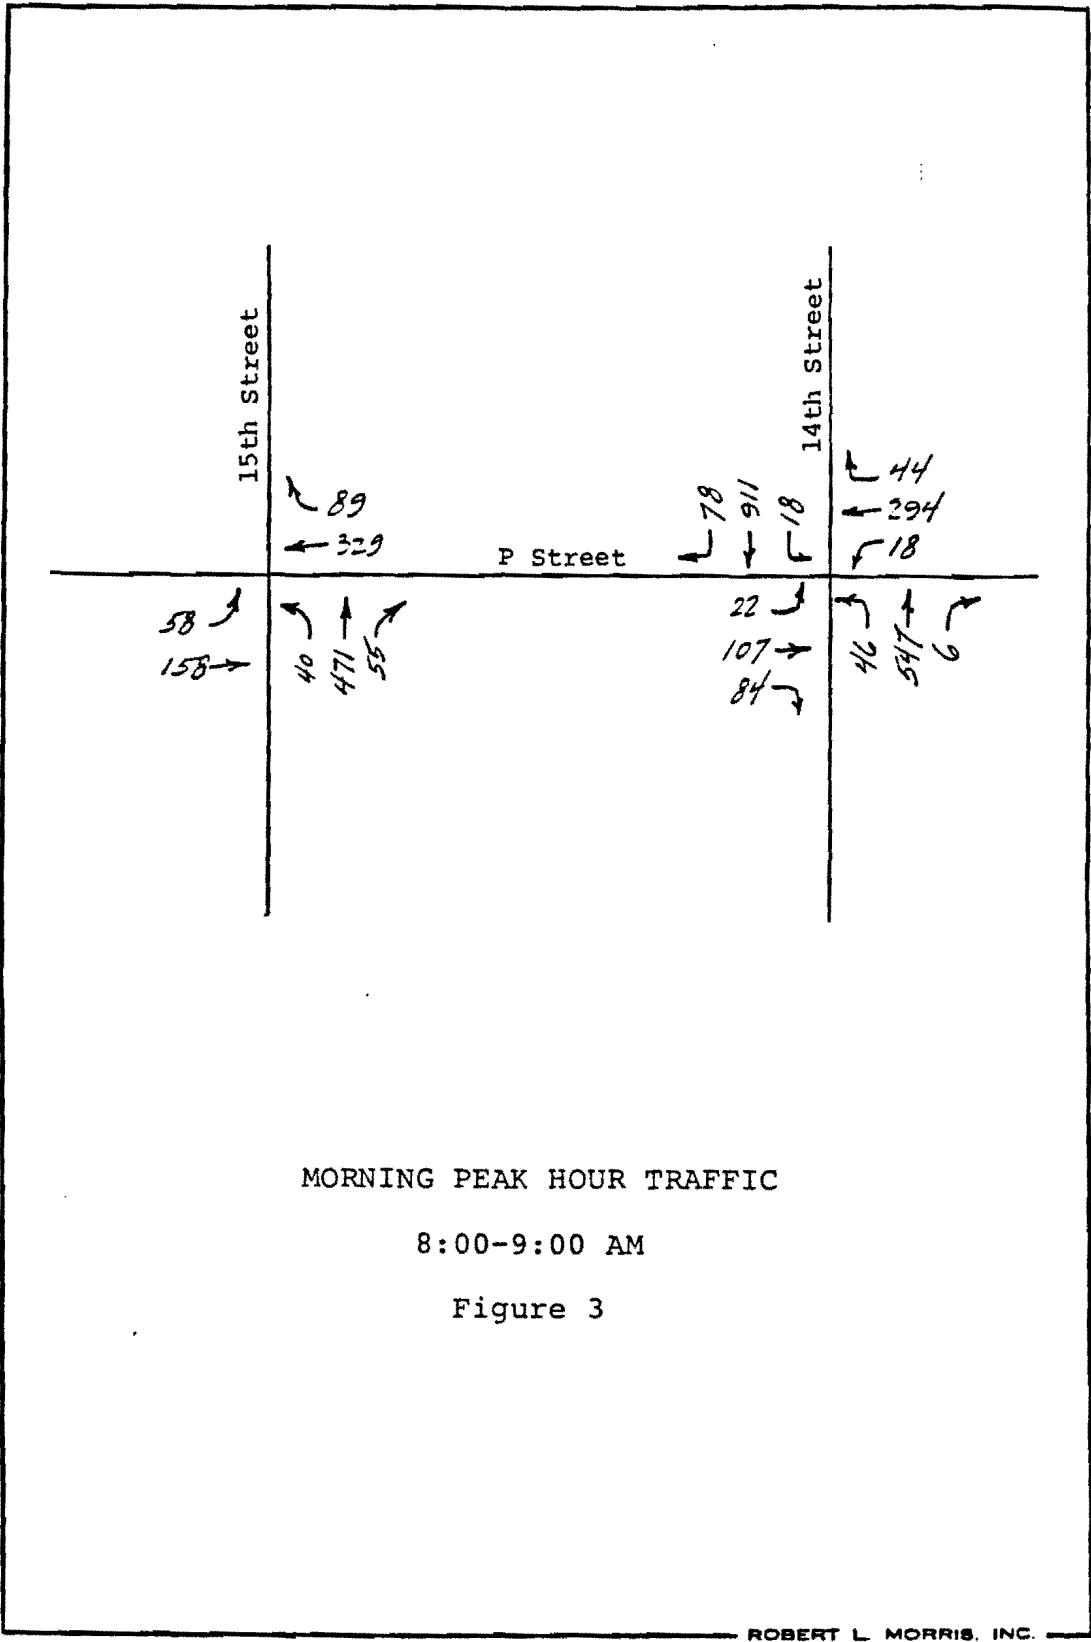 15th Street
14th Street
89
329
P Street
78
911
18
44
294
18
58
158
40
471
55
22
107
84
46
547
6
MORNING PEAK HOUR TRAFFIC
8:00-9:00 AM
Figure 3
ROBERT L. MORRIS, INC.